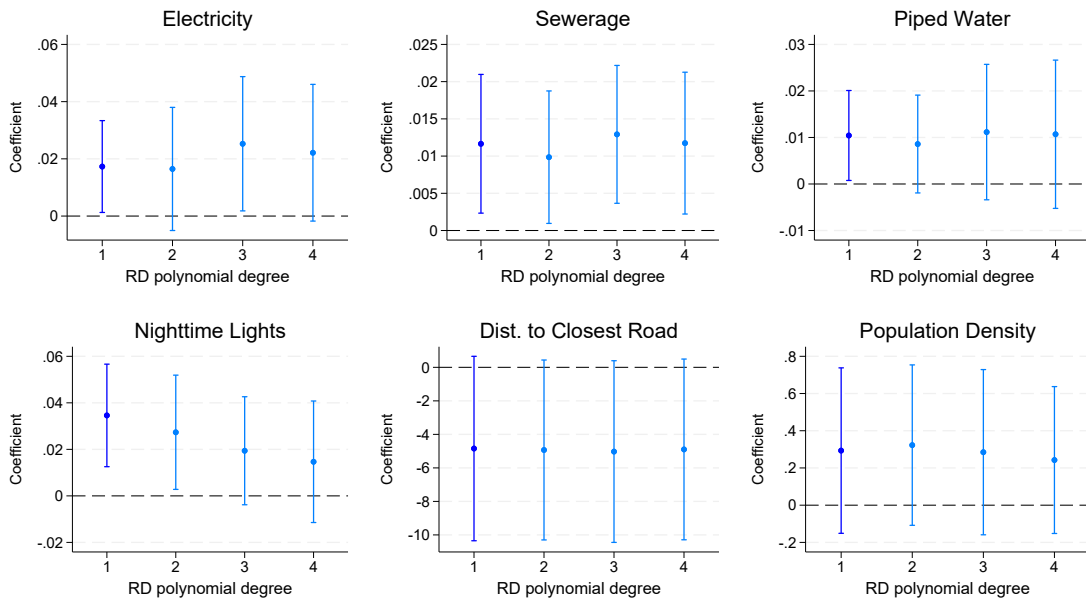 Electricity
.06
.04
.02
0
Coefficient
1 2 3 4
RD polynomial degree
Sewerage
.025
.02
.015
.01
.005
0
Coefficient
1 2 3 4
RD polynomial degree
Piped Water
.03
.02
.01
0
-.01
Coefficient
1 2 3 4
RD polynomial degree
Nighttime Lights
.06
.04
.02
0
-.02
Coefficient
1 2 3 4
RD polynomial degree
Dist. to Closest Road
0
-2
-4
-6
-8
-10
Coefficient
1 2 3 4
RD polynomial degree
Population Density
.8
.6
.4
.2
0
-.2
Coefficient
1 2 3 4
RD polynomial degree